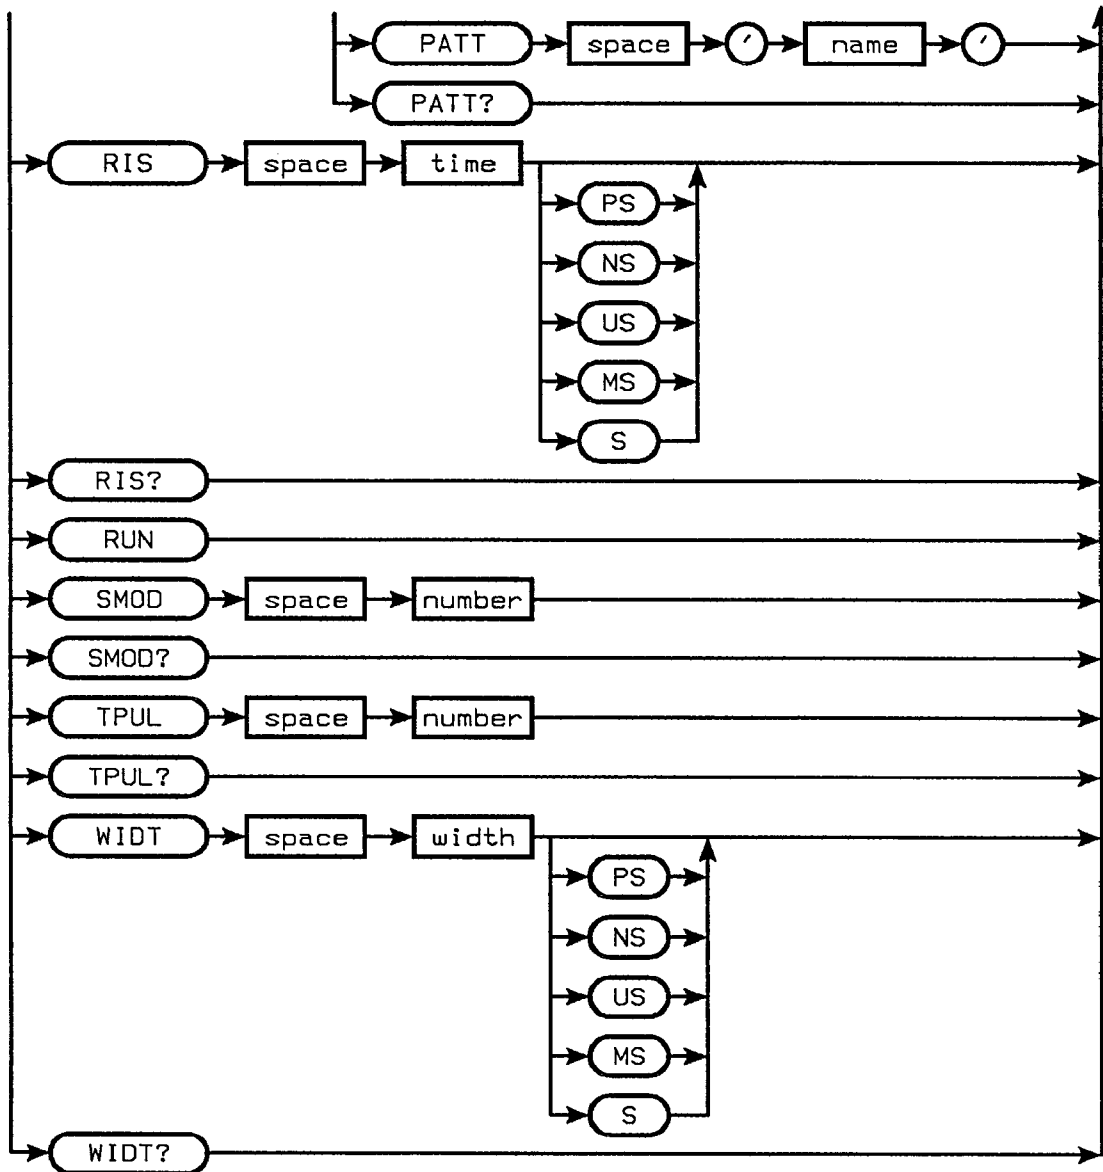 PATT space ′ name ′
PATT?
RIS space time
PS
NS
US
MS
S
RIS?
RUN
SMOD space number
SMOD?
TPUL space number
TPUL?
WIDT space width
PS
NS
US
MS
S
WIDT?